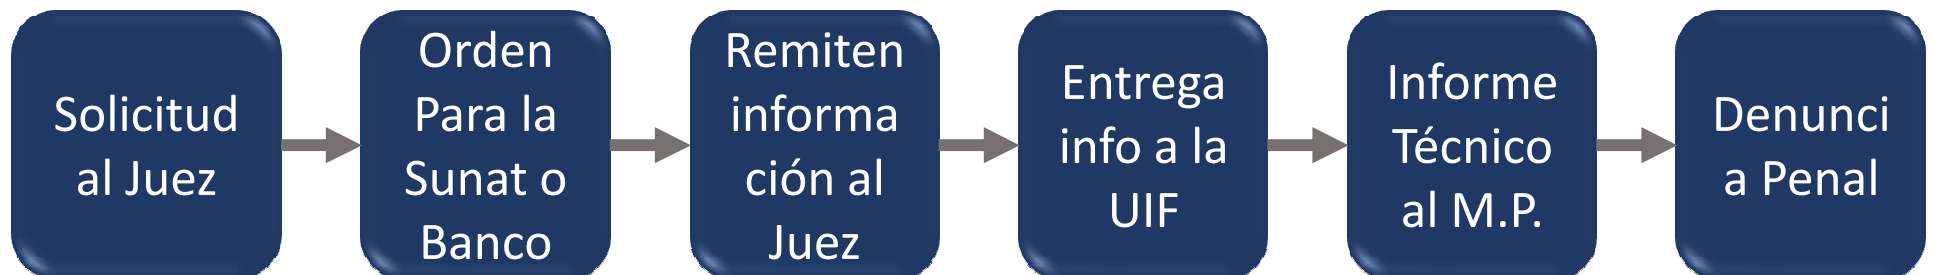 Solicitud
al Juez
Orden
Para la
Sunat o
Banco
Remiten
informa
ción al
Juez
Entrega
info a la
UIF
Informe
Técnico
al M.P.
Denunci
a Penal